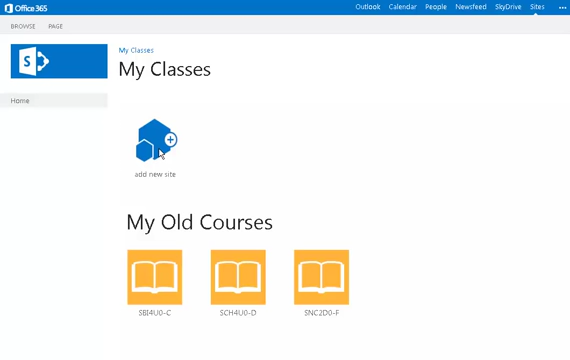 Office 365
Outlook Calendar People Newsfeed SkyDrive Sites ...
BROWSE PAGE
S
My Classes
My Classes
Home
add new site
My Old Courses
SBI4U0-C SCH4U0-D SNC2D0-F